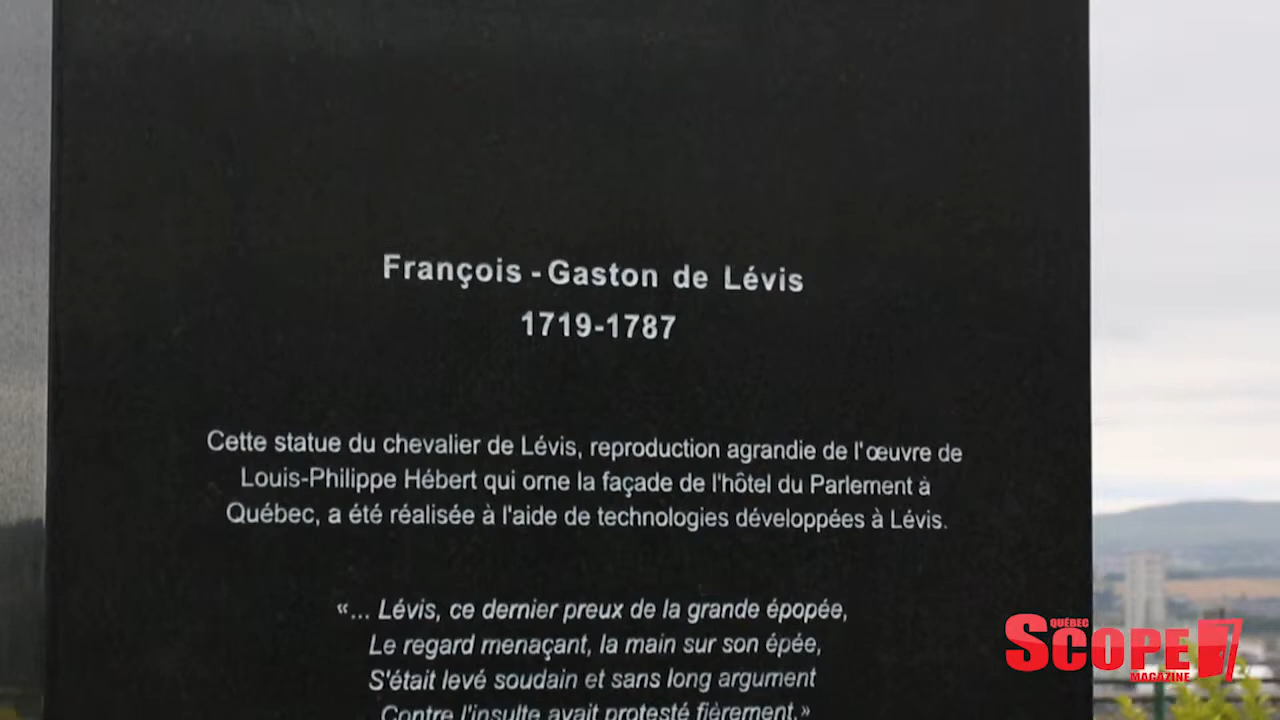 François - Gaston de Lévis
1719-1787
Cette statue du chevalier de Lévis, reproduction agrandie de l'œuvre de
Louis-Philippe Hébert qui orne la façade de l'hôtel du Parlement à
Québec, a été réalisée à l'aide de technologies développées à Lévis.
«... Lévis, ce dernier preux de la grande épopée,
Le regard menaçant, la main sur son épée,
S'était levé soudain et sans long argument
Contre l'insulte avait protesté fièrement.»
QUÉBEC
SCOPE
MAGAZINE